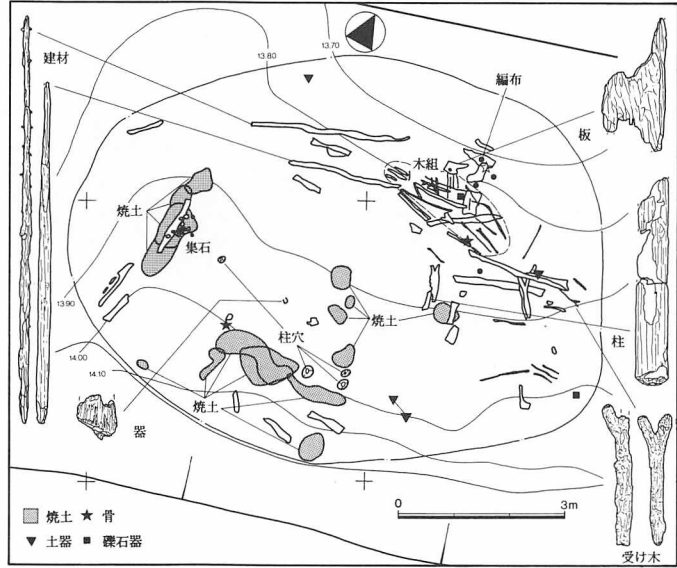 建材
13.80
13.70
編布
板
木組
焼土
集石
13.90
柱穴
焼土
14.00
柱
14.10
焼土
器
0
3m
焼土
骨
土器
礫石器
受け木